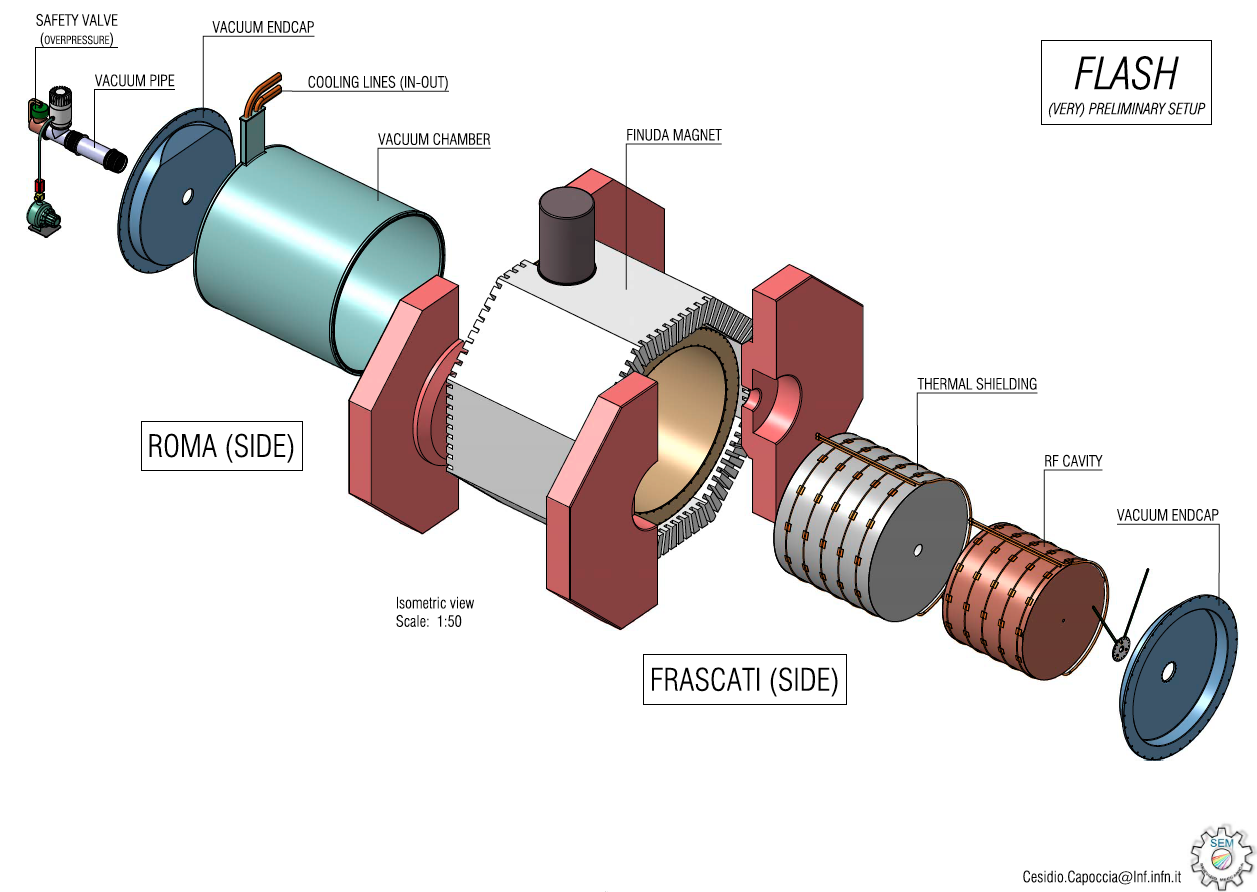 SAFETY VALVE
(OVERPRESSURE)
VACUUM ENDCAP
VACUUM PIPE
COOLING LINES (IN-OUT)
VACUUM CHAMBER
FINUDA MAGNET
FLASH
(VERY) PRELIMINARY SETUP
THERMAL SHIELDING
ROMA (SIDE)
RF CAVITY
VACUUM ENDCAP
Isometric view
Scale: 1:50
FRASCATI (SIDE)
SEM
Cesidio.Capoccia@lnf.infn.it